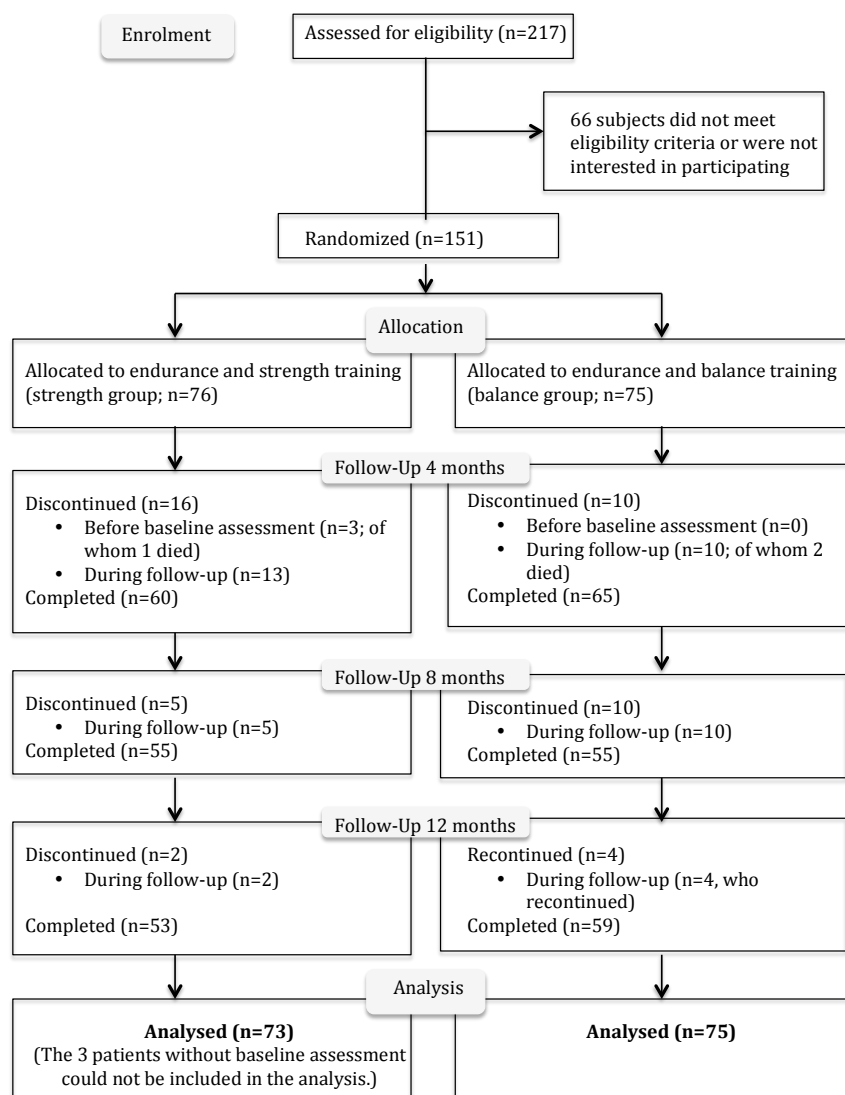 Enrolment
Assessed for eligibility (n=217)
66 subjects did not meet
eligibility criteria or were not
interested in participating
Randomized (n=151)
Allocation
Allocated to endurance and strength training
(strength group; n=76)
Allocated to endurance and balance training
(balance group; n=75)
Follow-Up 4 months
Discontinued (n=16)
• Before baseline assessment (n=3; of
whom 1 died)
• During follow-up (n=13)
Completed (n=60)
Discontinued (n=10)
• Before baseline assessment (n=0)
• During follow-up (n=10; of whom 2
died)
Completed (n=65)
Follow-Up 8 months
Discontinued (n=5)
• During follow-up (n=5)
Completed (n=55)
Discontinued (n=10)
• During follow-up (n=10)
Completed (n=55)
Follow-Up 12 months
Discontinued (n=2)
• During follow-up (n=2)
Completed (n=53)
Recontinued (n=4)
• During follow-up (n=4, who
recontinued)
Completed (n=59)
Analysis
Analysed (n=73)
(The 3 patients without baseline assessment
could not be included in the analysis.)
Analysed (n=75)